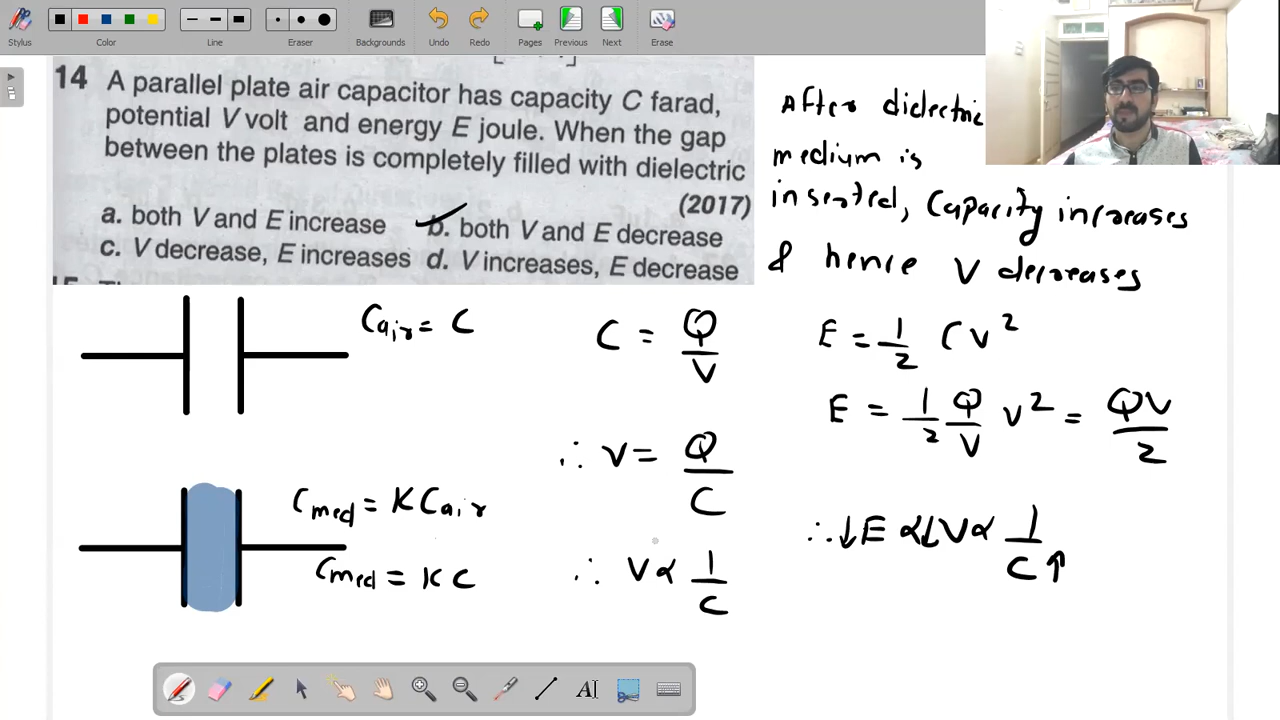 Stylus
Color
Line
Eraser
Backgrounds
Undo
Redo
Pages
Previous
Next
Erase
14 A parallel plate air capacitor has capacity C farad,
potential V volt and energy E joule. When the gap
between the plates is completely filled with dielectric
(2017)
a. both V and E increase b. both V and E decrease
c. V decrease, E increases d. V increases, E decrease
After dielectric
medium is
inserted, Capacity increases
& hence V decreases
Cair = C
C = Q/V
E = 1/2 CV²
E = 1/2 Q/V V² = QV/2
∴ V = Q/C
Cmed = KCair
Cmed = KC
∴ V ∝ 1/C
∴ ↓E ∝ ↓V ∝ 1/C↑
AI